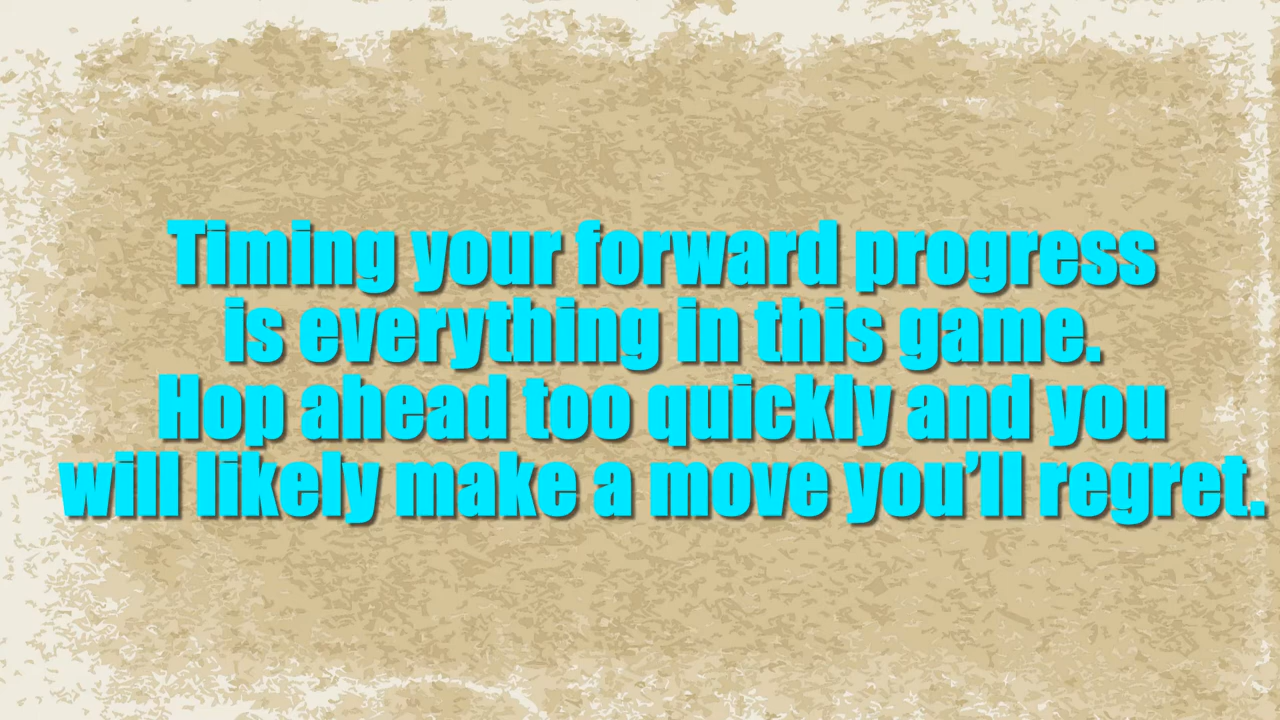 Timing your forward progress
is everything in this game.
Hop ahead too quickly and you
will likely make a move you’ll regret.